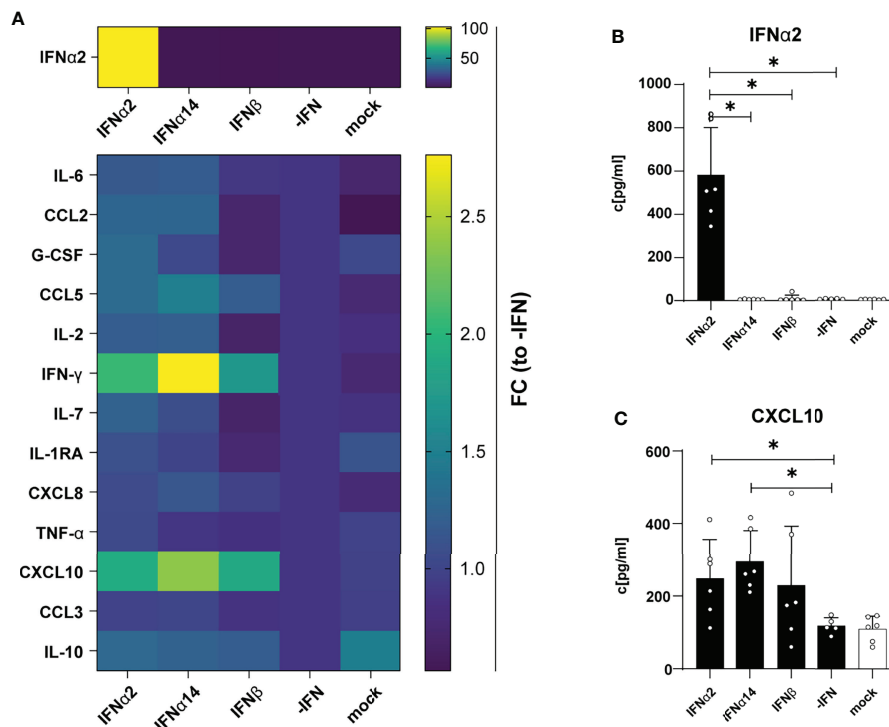 A
IFNα2
100
50
IFNα2
IFNα14
IFNβ
-IFN
mock
IL-6
CCL2
G-CSF
CCL5
IL-2
IFN-γ
IL-7
IL-1RA
CXCL8
TNF-α
CXCL10
CCL3
IL-10
2.5
2.0
1.5
1.0
FC (to -IFN)
IFNα2
IFNα14
IFNβ
-IFN
mock
B
IFNα2
*
*
*
c[pg/ml]
1000
800
600
400
200
0
IFNα2
IFNα14
IFNβ
-IFN
mock
C
CXCL10
*
*
c[pg/ml]
600
400
200
0
IFNα2
IFNα14
IFNβ
-IFN
mock